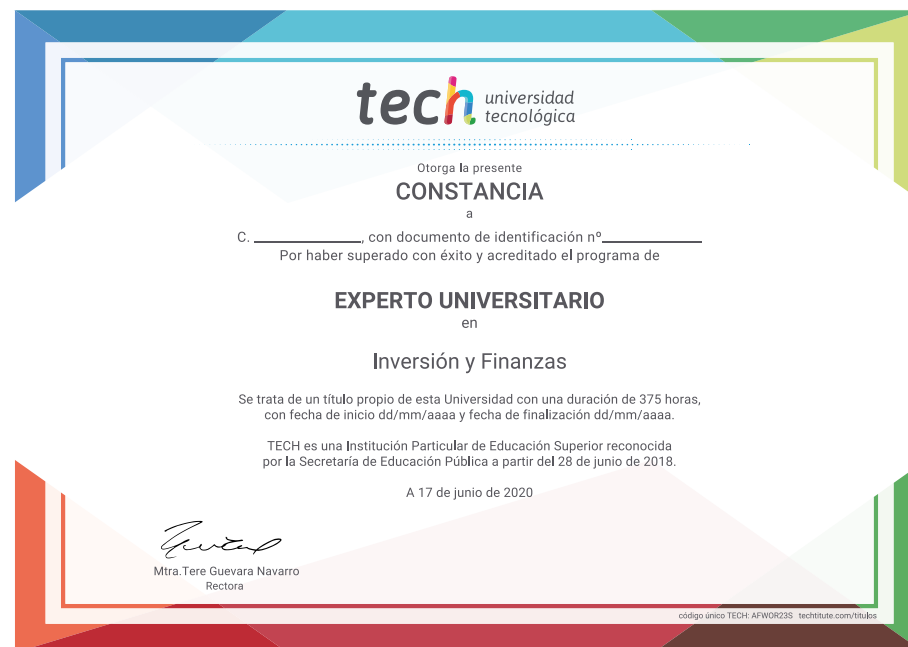 tech universidad
tecnológica
Otorga la presente
CONSTANCIA
a
C. ____________, con documento de identificación nº____________
Por haber superado con éxito y acreditado el programa de
EXPERTO UNIVERSITARIO
en
Inversión y Finanzas
Se trata de un título propio de esta Universidad con una duración de 375 horas,
con fecha de inicio dd/mm/aaaa y fecha de finalización dd/mm/aaaa.
TECH es una Institución Particular de Educación Superior reconocida
por la Secretaría de Educación Pública a partir del 28 de junio de 2018.
A 17 de junio de 2020
Mtra.Tere Guevara Navarro
Rectora
código único TECH: AFWOR23S techtitute.com/titulos